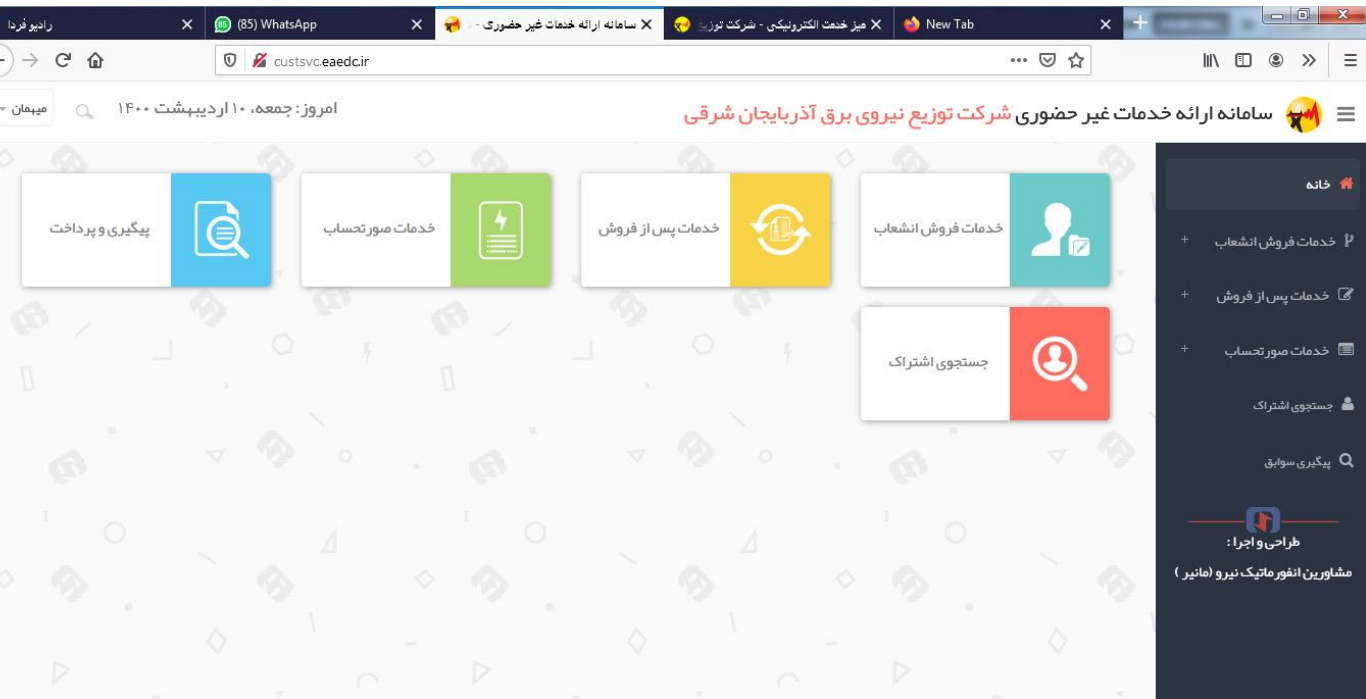 رادیو فردا
(85) WhatsApp
سامانه ارائه خدمات غیر حضوری -
میز خدمت الکترونیکی - شرکت توزیع
New Tab
custsvc.eaedc.ir
سامانه ارائه خدمات غیر حضوری شرکت توزیع نیروی برق آذربایجان شرقی
امروز: جمعه، ۱۰ اردیبهشت ۱۴۰۰
میهمان
خانه
خدمات فروش انشعاب +
خدمات پس از فروش +
خدمات صورتحساب +
جستجوی اشتراک
پیگیری سوابق
طراحی و اجرا :
مشاورین انفورماتیک نیرو (مانیر )
خدمات فروش انشعاب
خدمات پس از فروش
خدمات صورتحساب
پیگیری و پرداخت
جستجوی اشتراک